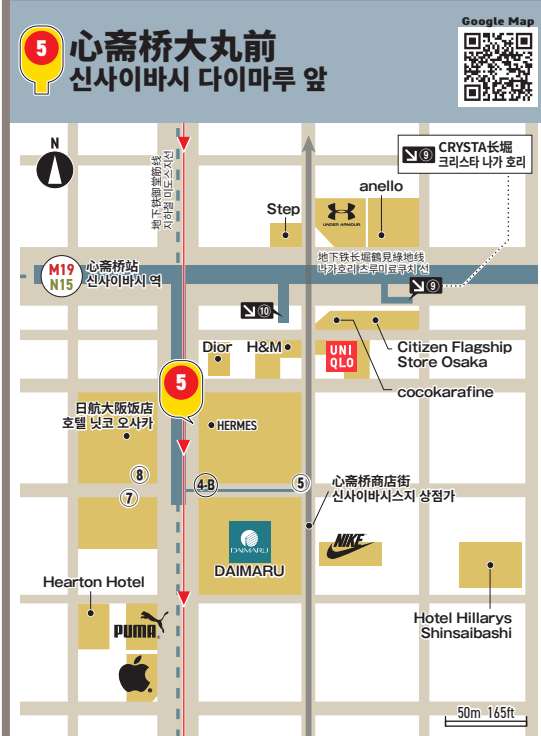 Google Map
5
心斋桥大丸前
신사이바시 다이마루 앞
N
地下铁御堂筋线
지하철 미도스지선
⑨
CRYSTA长堀
크리스타 나가 호리
anello
Step
UNDER ARMOUR
地下铁长堀鶴見綠地线
나가호리 츠루미료쿠치 선
M19
N15
心斋桥站
신사이바시 역
⑨
⑩
Dior
H&M
UNI
QLO
Citizen Flagship
Store Osaka
cocokarafine
5
日航大阪饭店
호텔 닛코 오사카
HERMES
⑧
⑦
4-B
⑤
心斋桥商店街
신사이바시스지 상점가
DAIMARU
DAIMARU
NIKE
Hearton Hotel
PUMA
Hotel Hillarys
Shinsaibashi
50m 165ft